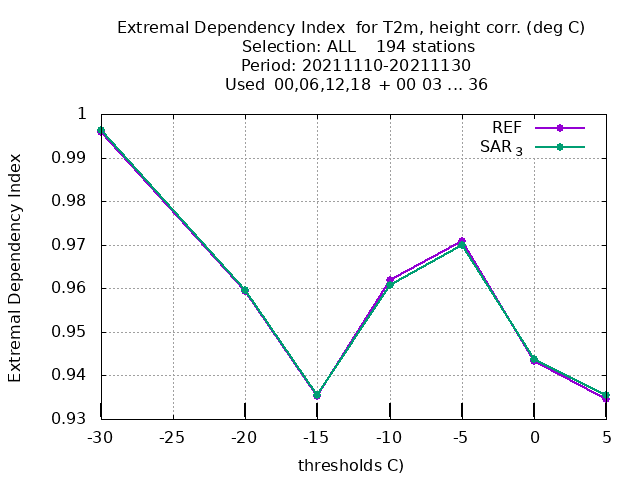 Extremal Dependency Index  for T2m, height corr. (deg C)
Selection: ALL    194 stations
Period: 20211110-20211130
Used  00,06,12,18 + 00 03 ... 36
REF
SAR 3
1
0.99
0.98
0.97
0.96
0.95
0.94
0.93
Extremal Dependency Index
-30 -25 -20 -15 -10 -5 0 5
thresholds C)